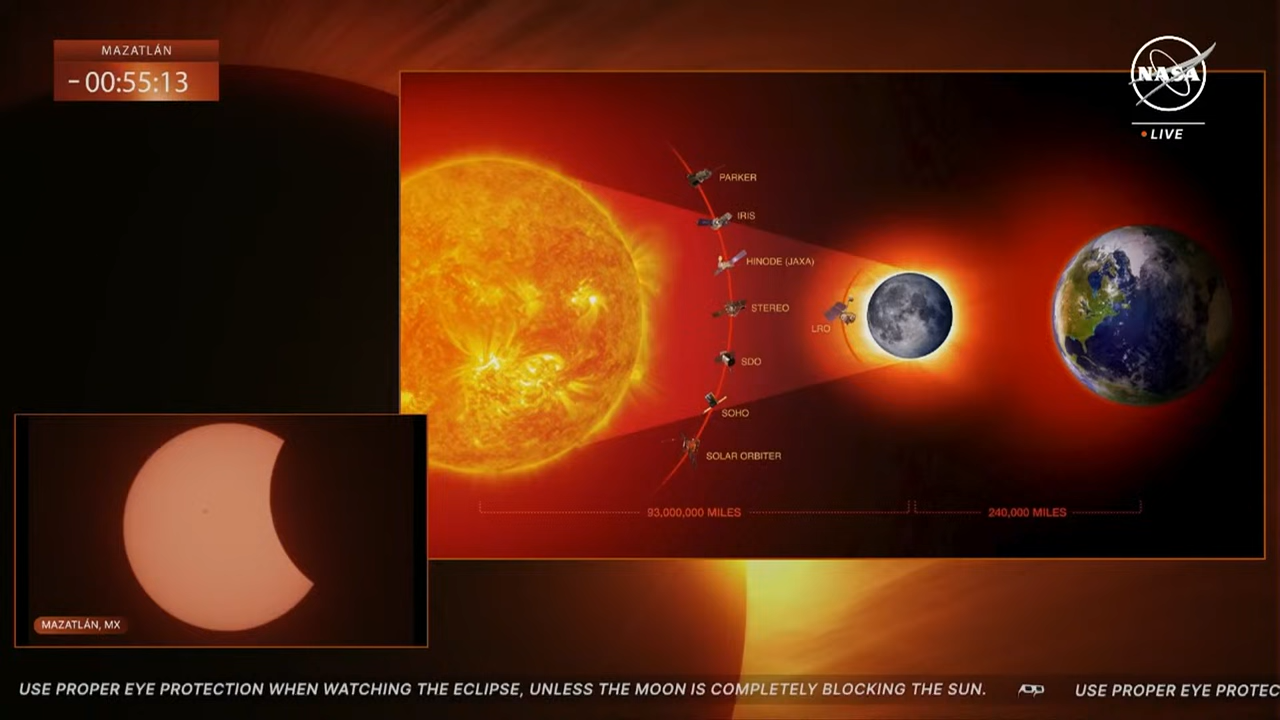 MAZATLÁN
-00:55:13
NASA
LIVE
PARKER
IRIS
HINODE (JAXA)
STEREO
LRO
SDO
SOHO
SOLAR ORBITER
93,000,000 MILES
240,000 MILES
MAZATLÁN, MX
USE PROPER EYE PROTECTION WHEN WATCHING THE ECLIPSE, UNLESS THE MOON IS COMPLETELY BLOCKING THE SUN. AD USE PROPER EYE PROTEC